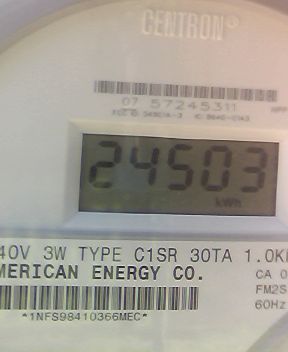 CENTRON®
07 57245311
24503
kWh
40V 3W TYPE C1SR 30TA 1.0K
MERICAN ENERGY CO.
CA 0
FM2S
60Hz
*1NFS98410366MEC*